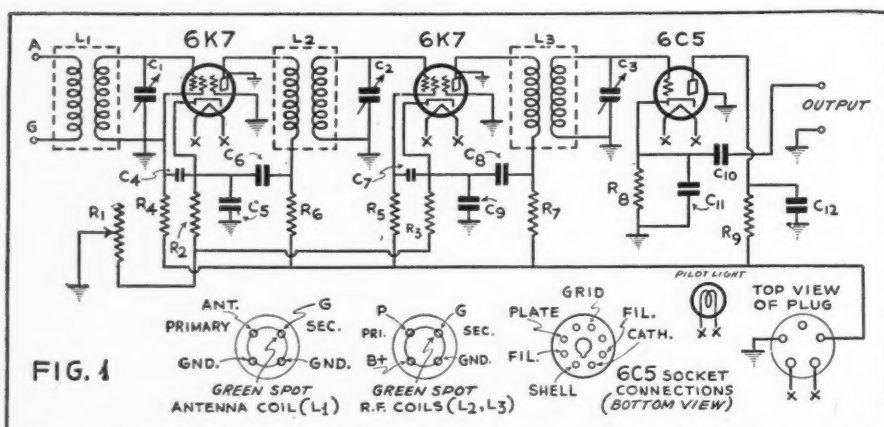 A
L1
C1
6K7
L2
C2
6K7
L3
C3
6C5
OUTPUT
G
C4
C6
C7
C8
C10
R1
R4
R2
C5
R6
R5
R3
C9
R7
R8
C11
R9
C12
ANT.
PRIMARY
G
SEC.
GND.
GND.
GREEN SPOT
ANTENNA COIL (L1)
P
PRI.
G
SEC.
B+
GND.
GREEN SPOT
R.F. COILS (L2, L3)
GRID
PLATE
FIL.
FIL.
CATH.
SHELL
6C5 SOCKET
CONNECTIONS
(BOTTOM VIEW)
PILOT LIGHT
X X
TOP VIEW
OF PLUG
X X
X X
X X
X X
FIG. 1